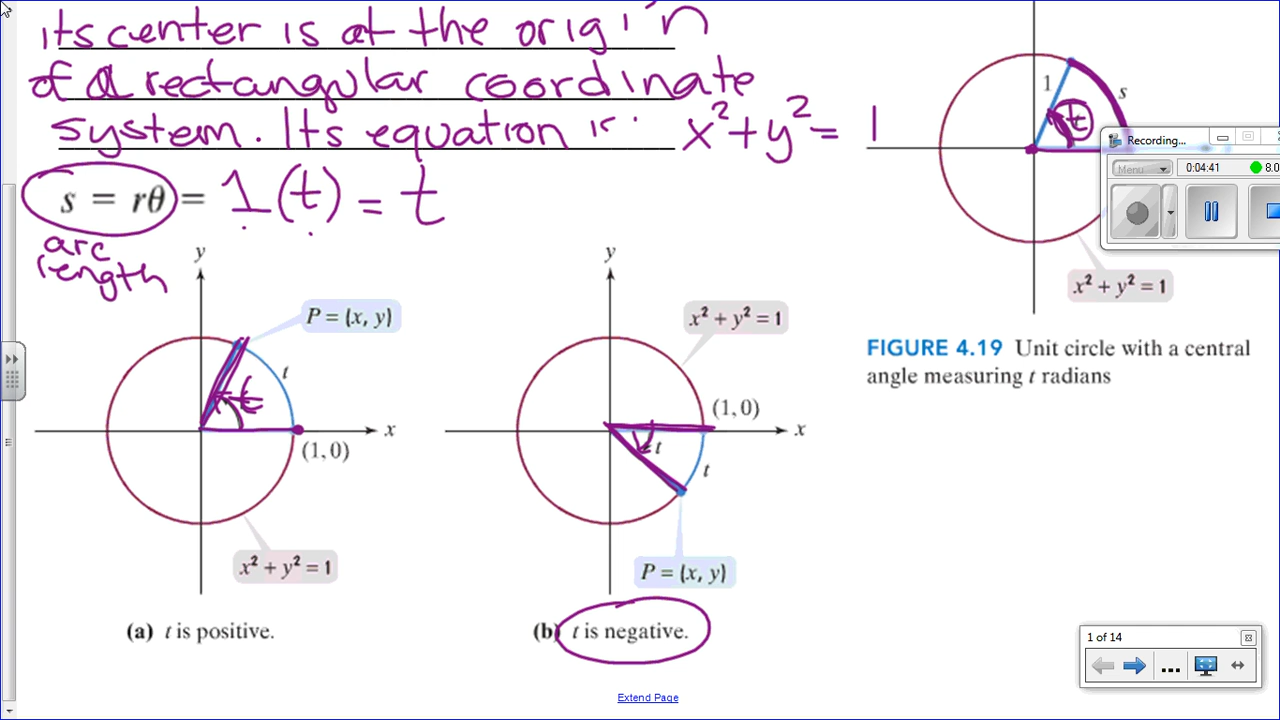 its center is at the origin
of a rectangular coordinate
system. Its equation is: x²+y²= 1
s = rθ = 1 (t) = t
arc
length
y
P = (x, y)
t
t
x
(1, 0)
x² + y² = 1
(a) t is positive.
y
x² + y² = 1
(1, 0)
x
t
t
P = (x, y)
(b) t is negative.
1
s
t
x² + y² = 1
FIGURE 4.19 Unit circle with a central
angle measuring t radians
Recording...
Menu
0:04:41
8.0
1 of 14
Extend Page